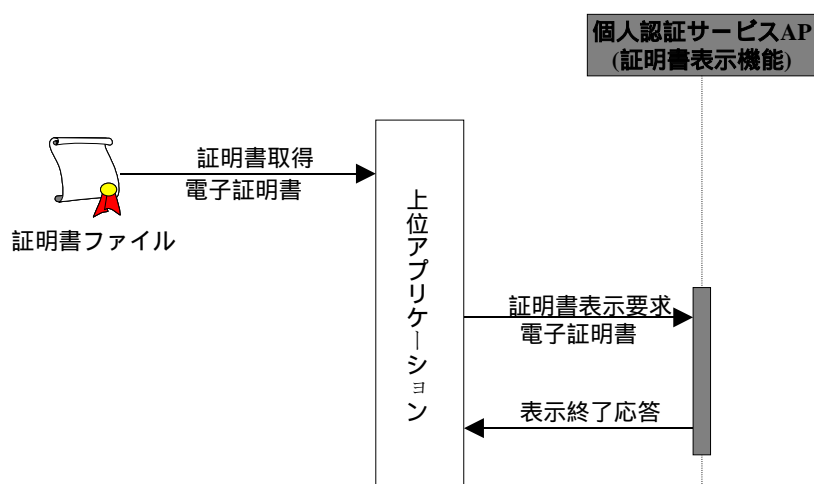 個人認証サービスAP
(証明書表示機能)
証明書取得
電子証明書
証明書ファイル
上位アプリケーション
証明書表示要求
電子証明書
表示終了応答